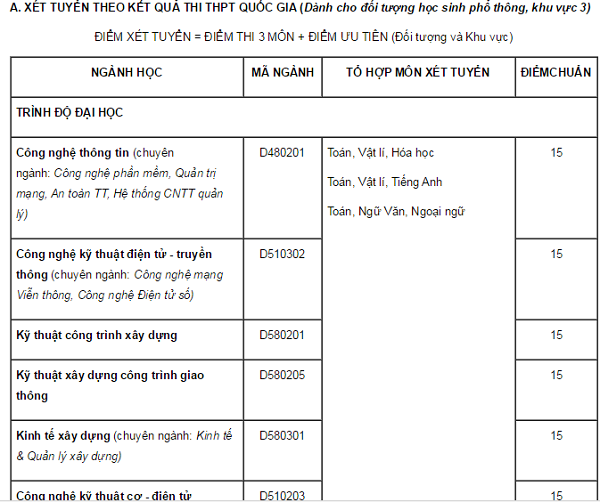 A. XÉT TUYỂN THEO KẾT QUẢ THI THPT QUỐC GIA (Dành cho đối tượng học sinh phổ thông, khu vực 3)
ĐIỂM XÉT TUYỂN = ĐIỂM THI 3 MÔN + ĐIỂM ƯU TIÊN (Đối tượng và Khu vực)
NGÀNH HỌC MÃ NGÀNH TỔ HỢP MÔN XÉT TUYỂN ĐIỂMCHUẨN
TRÌNH ĐỘ ĐẠI HỌC
Công nghệ thông tin (chuyên D480201 Toán, Vật lí, Hóa học 15
ngành: Công nghệ phần mềm, Quản trị
mạng, An toàn TT, Hệ thống CNTT quản
lý)
Toán, Vật lí, Tiếng Anh
Toán, Ngữ Văn, Ngoại ngữ
Công nghệ kỹ thuật điện tử - truyền D510302 15
thông (chuyên ngành: Công nghệ mạng
Viễn thông, Công nghệ Điện tử số)
Kỹ thuật công trình xây dựng D580201 15
Kỹ thuật xây dựng công trình giao D580205 15
thông
Kinh tế xây dựng (chuyên ngành: Kinh tế D580301 15
& Quản lý xây dựng)
Công nghệ kỹ thuật cơ - điện tử D510203 15